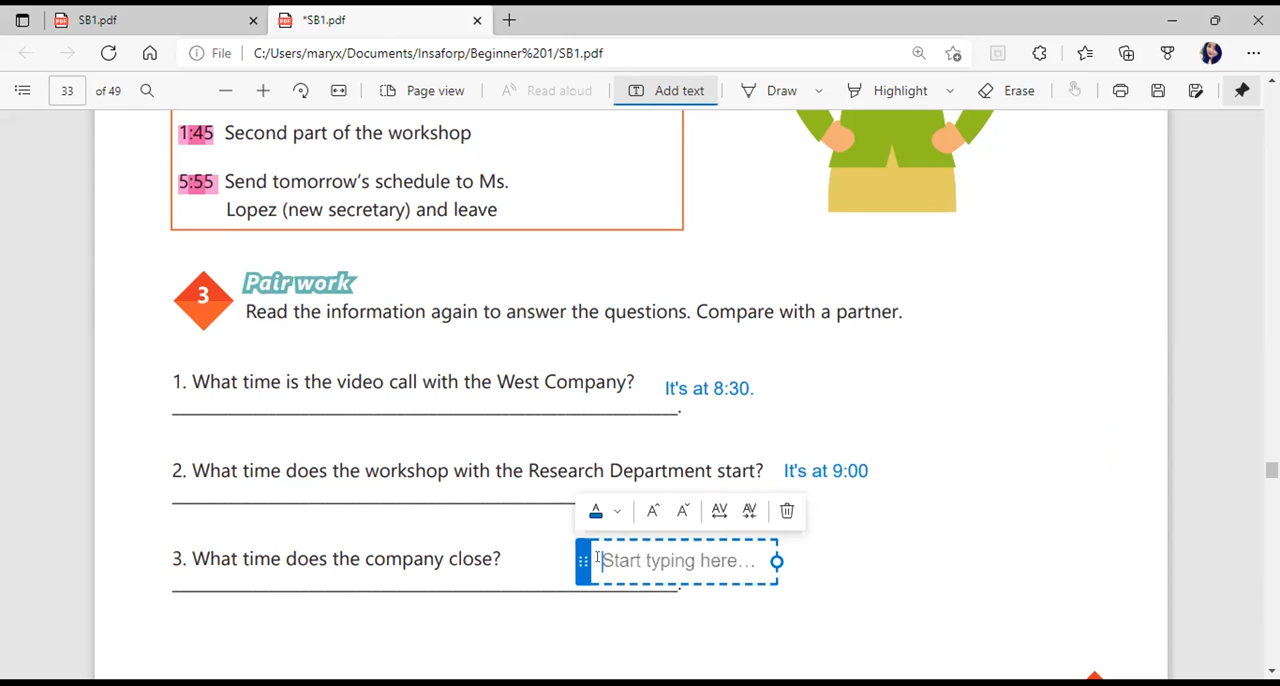 SB1.pdf
*SB1.pdf
File
C:/Users/maryx/Documents/Insaforp/Beginner%201/SB1.pdf
33 of 49
Page view
Read aloud
Add text
Draw
Highlight
Erase
1:45 Second part of the workshop
5:55 Send tomorrow's schedule to Ms.
Lopez (new secretary) and leave
3
Pair work
Read the information again to answer the questions. Compare with a partner.
1. What time is the video call with the West Company? It's at 8:30.
2. What time does the workshop with the Research Department start? It's at 9:00
3. What time does the company close?
Start typing here...